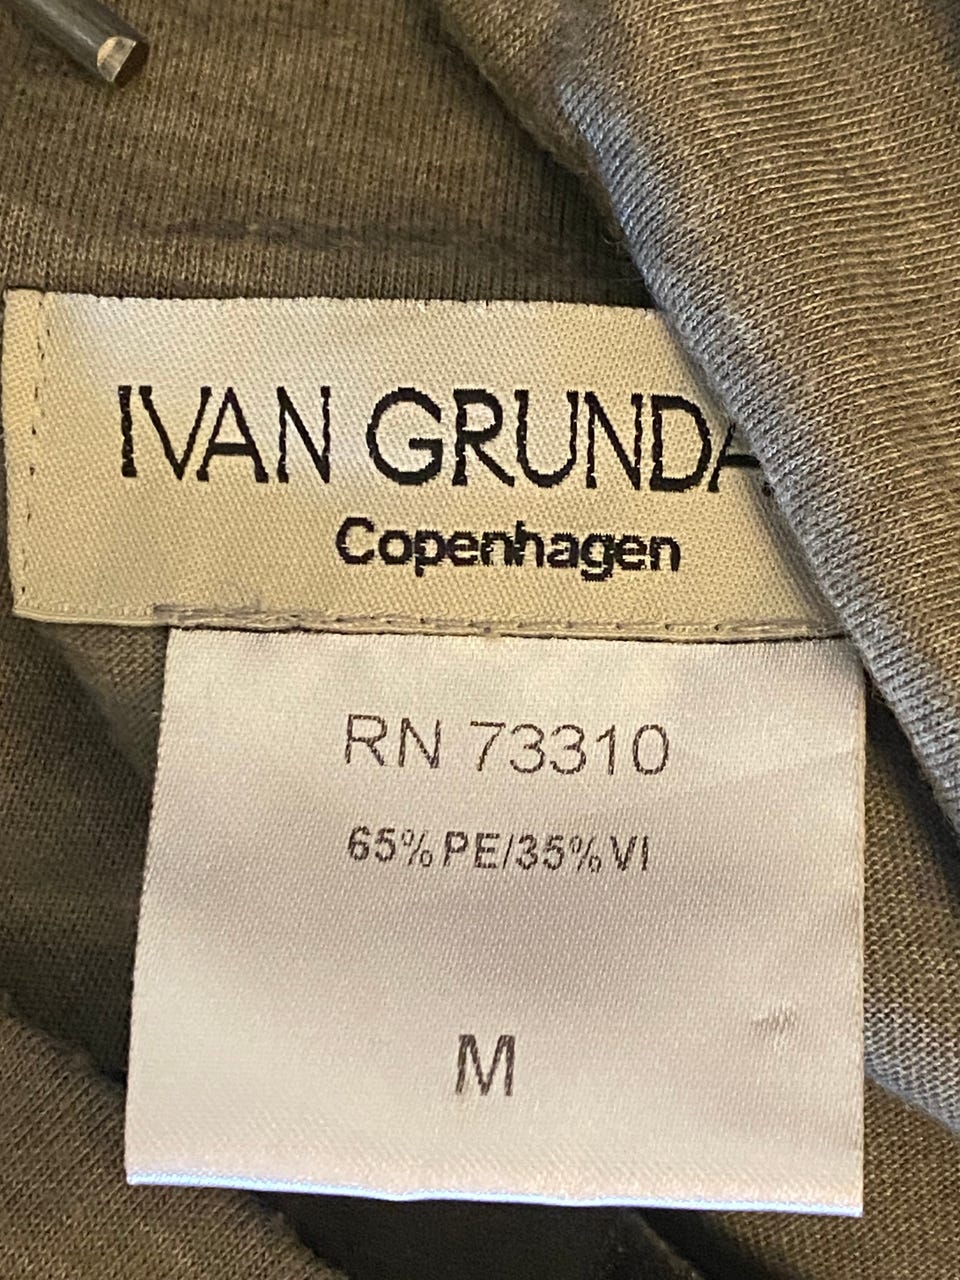 IVAN GRUNDA
Copenhagen
RN 73310
65% PE/35% VI
M